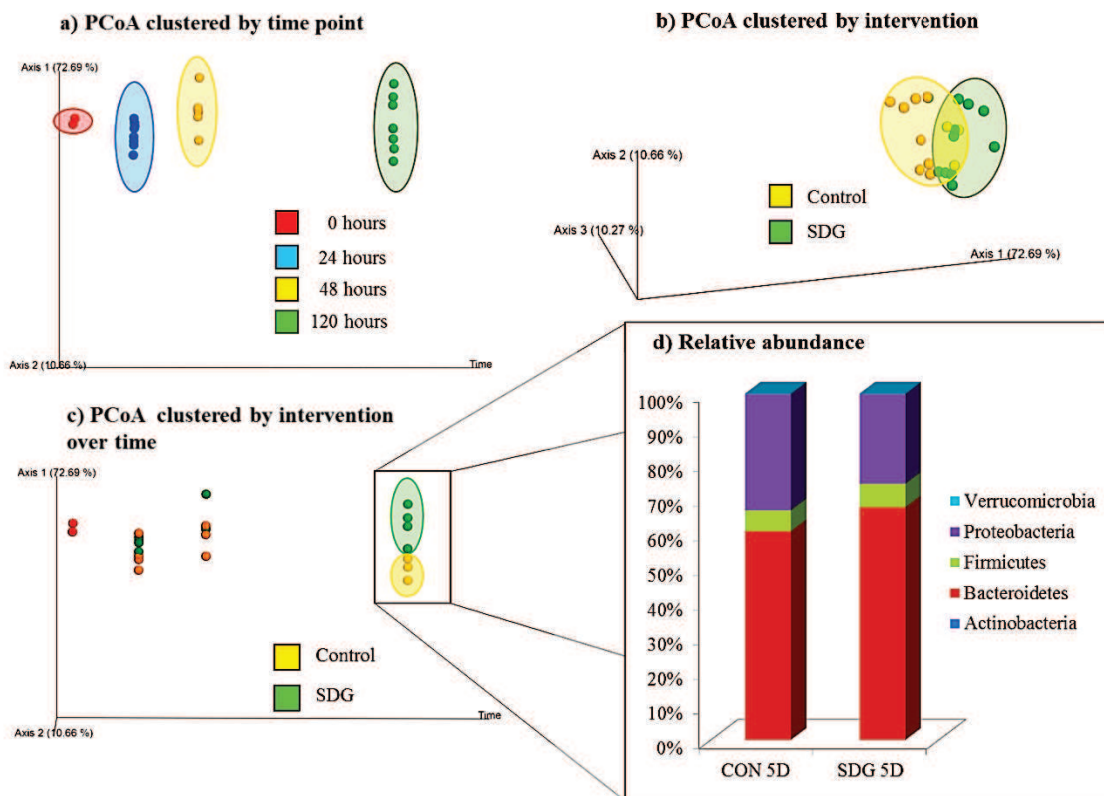 a) PCoA clustered by time point
Axis 1 (72.69 %)
0 hours
24 hours
48 hours
120 hours
Axis 2 (10.66 %)
Time
b) PCoA clustered by intervention
Axis 2 (10.66 %)
Control
SDG
Axis 3 (10.27 %)
Axis 1 (72.69 %)
c) PCoA clustered by intervention
over time
Axis 1 (72.69 %)
Control
SDG
Time
Axis 2 (10.66 %)
d) Relative abundance
100%
90%
80%
70%
60%
50%
40%
30%
20%
10%
0%
CON 5D
SDG 5D
Verrucomicrobia
Proteobacteria
Firmicutes
Bacteroidetes
Actinobacteria